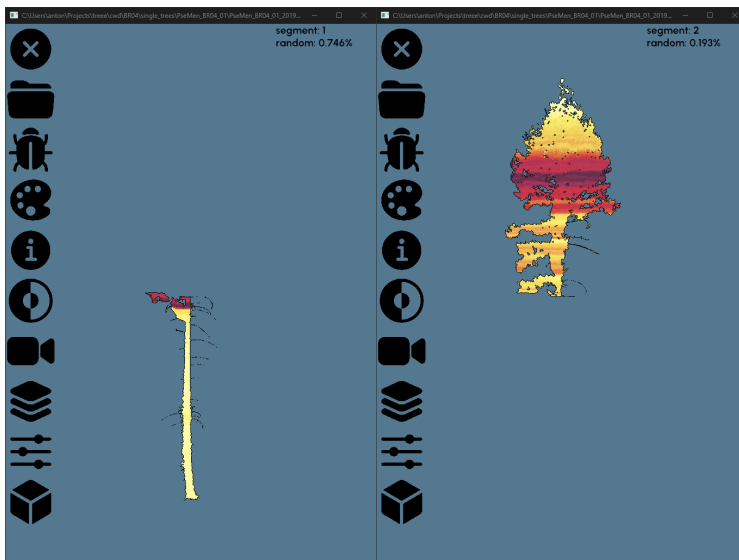 C:\Users\anton\Projects\treee\cwd\BR04\single_trees\PseMen_BR04_01\PseMen_BR04_01_2019...
segment: 1
random: 0.746%
C:\Users\anton\Projects\treee\cwd\BR04\single_trees\PseMen_BR04_01\PseMen_BR04_01_2019...
segment: 2
random: 0.193%